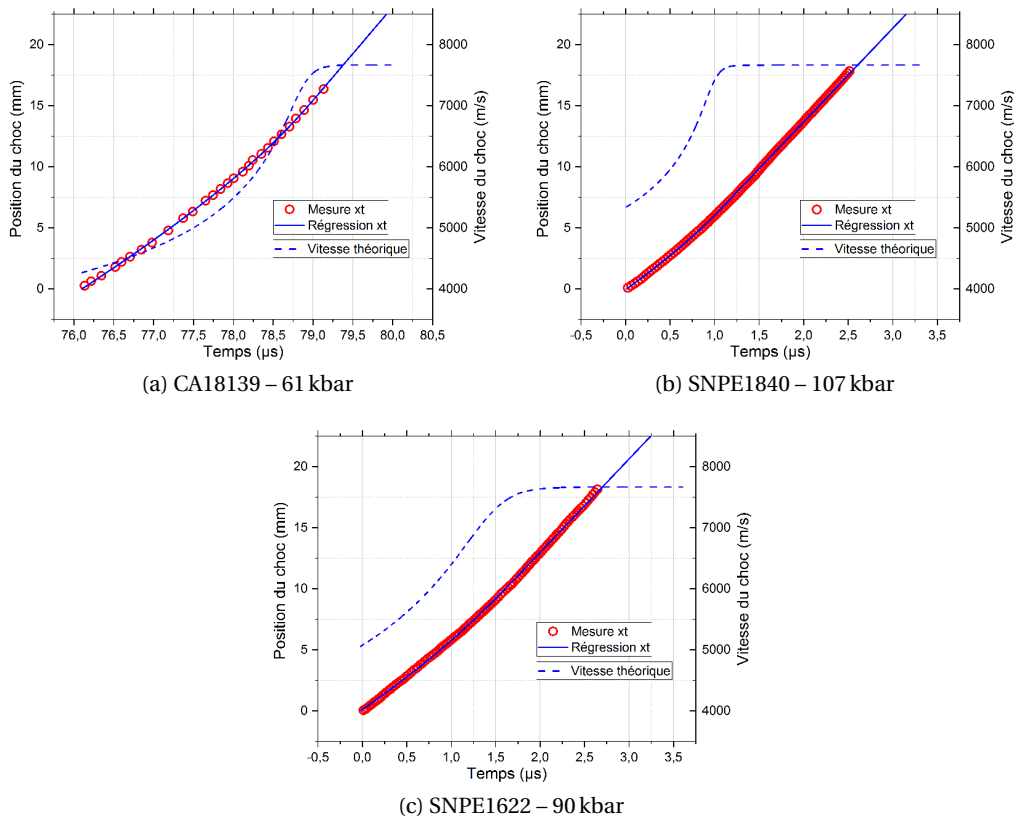 20
15
10
5
0
Position du choc (mm)
8000
7000
6000
5000
4000
Vitesse du choc (m/s)
Mesure xt
Régression xt
Vitesse théorique
76,0 76,5 77,0 77,5 78,0 78,5 79,0 79,5 80,0 80,5
Temps (µs)
(a) CA18139 – 61 kbar
20
15
10
5
0
Position du choc (mm)
8000
7000
6000
5000
4000
Vitesse du choc (m/s)
Mesure xt
Régression xt
Vitesse théorique
-0,5 0,0 0,5 1,0 1,5 2,0 2,5 3,0 3,5
Temps (µs)
(b) SNPE1840 – 107 kbar
20
15
10
5
0
Position du choc (mm)
8000
7000
6000
5000
4000
Vitesse du choc (m/s)
Mesure xt
Régression xt
Vitesse théorique
-0,5 0,0 0,5 1,0 1,5 2,0 2,5 3,0 3,5
Temps (µs)
(c) SNPE1622 – 90 kbar